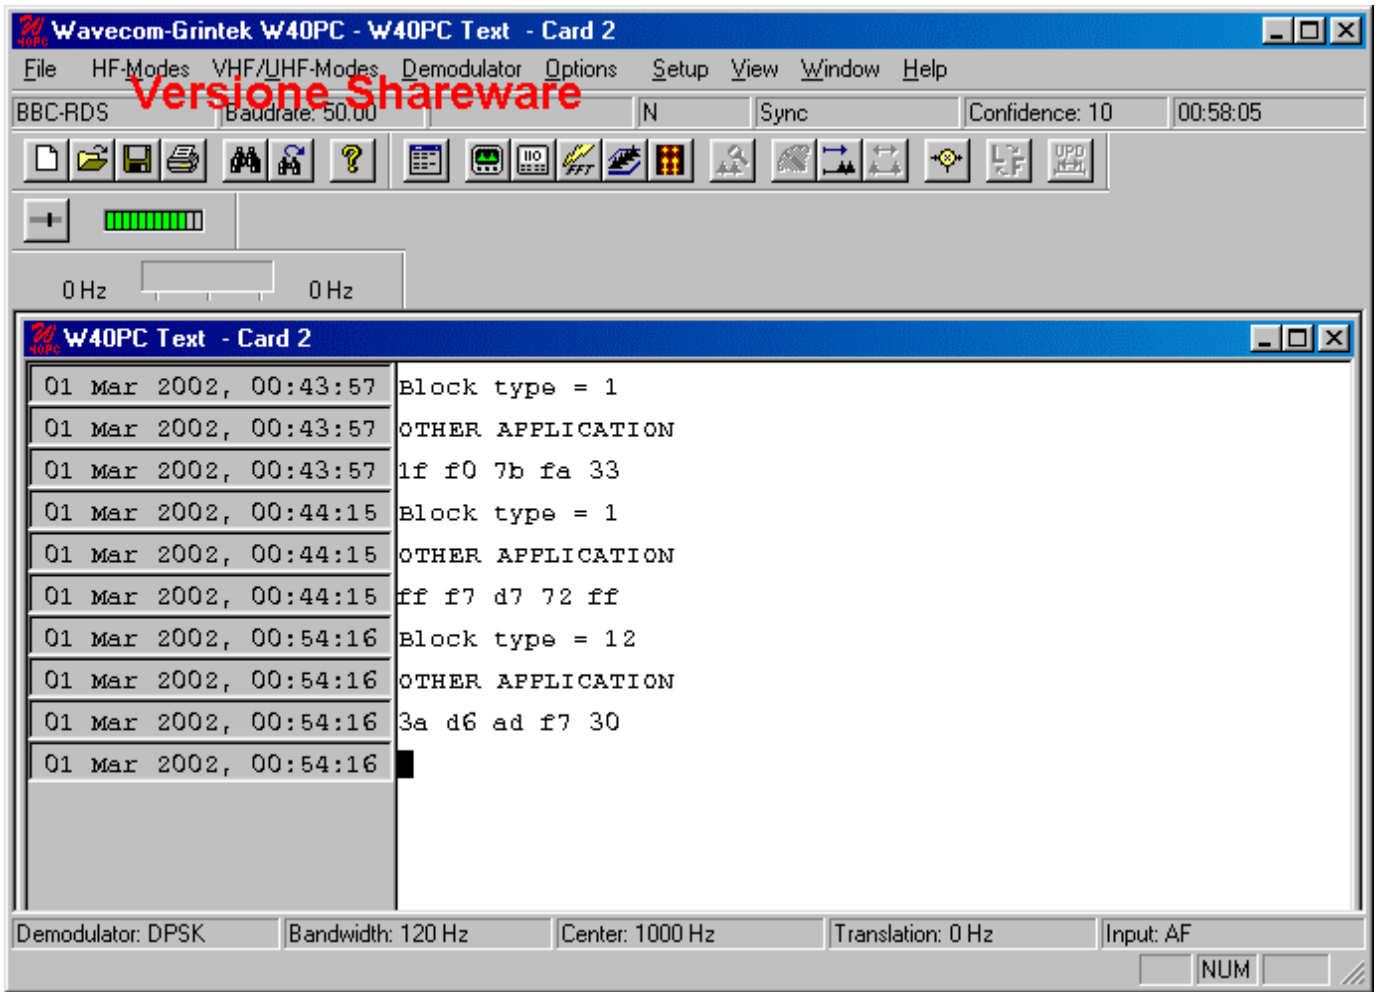 Wavecom-Grintek W40PC - W40PC Text - Card 2
File HF-Modes VHF/UHF-Modes Demodulator Options Setup View Window Help
Versione Shareware
BBC-RDS Baudrate: 50.00 N Sync Confidence: 10 00:58:05
0 Hz 0 Hz
W40PC Text - Card 2
01 Mar 2002, 00:43:57 Block type = 1
01 Mar 2002, 00:43:57 OTHER APPLICATION
01 Mar 2002, 00:43:57 1f f0 7b fa 33
01 Mar 2002, 00:44:15 Block type = 1
01 Mar 2002, 00:44:15 OTHER APPLICATION
01 Mar 2002, 00:44:15 ff f7 d7 72 ff
01 Mar 2002, 00:54:16 Block type = 12
01 Mar 2002, 00:54:16 OTHER APPLICATION
01 Mar 2002, 00:54:16 3a d6 ad f7 30
01 Mar 2002, 00:54:16
Demodulator: DPSK Bandwidth: 120 Hz Center: 1000 Hz Translation: 0 Hz Input: AF
NUM